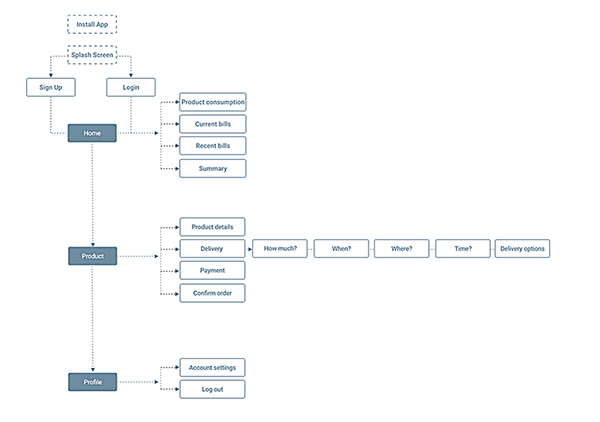 Install App
Splash Screen
Sign Up
Login
Home
Product consumption
Current bills
Recent bills
Summary
Product
Product details
Delivery
How much?
When?
Where?
Time?
Delivery options
Payment
Confirm order
Profile
Account settings
Log out